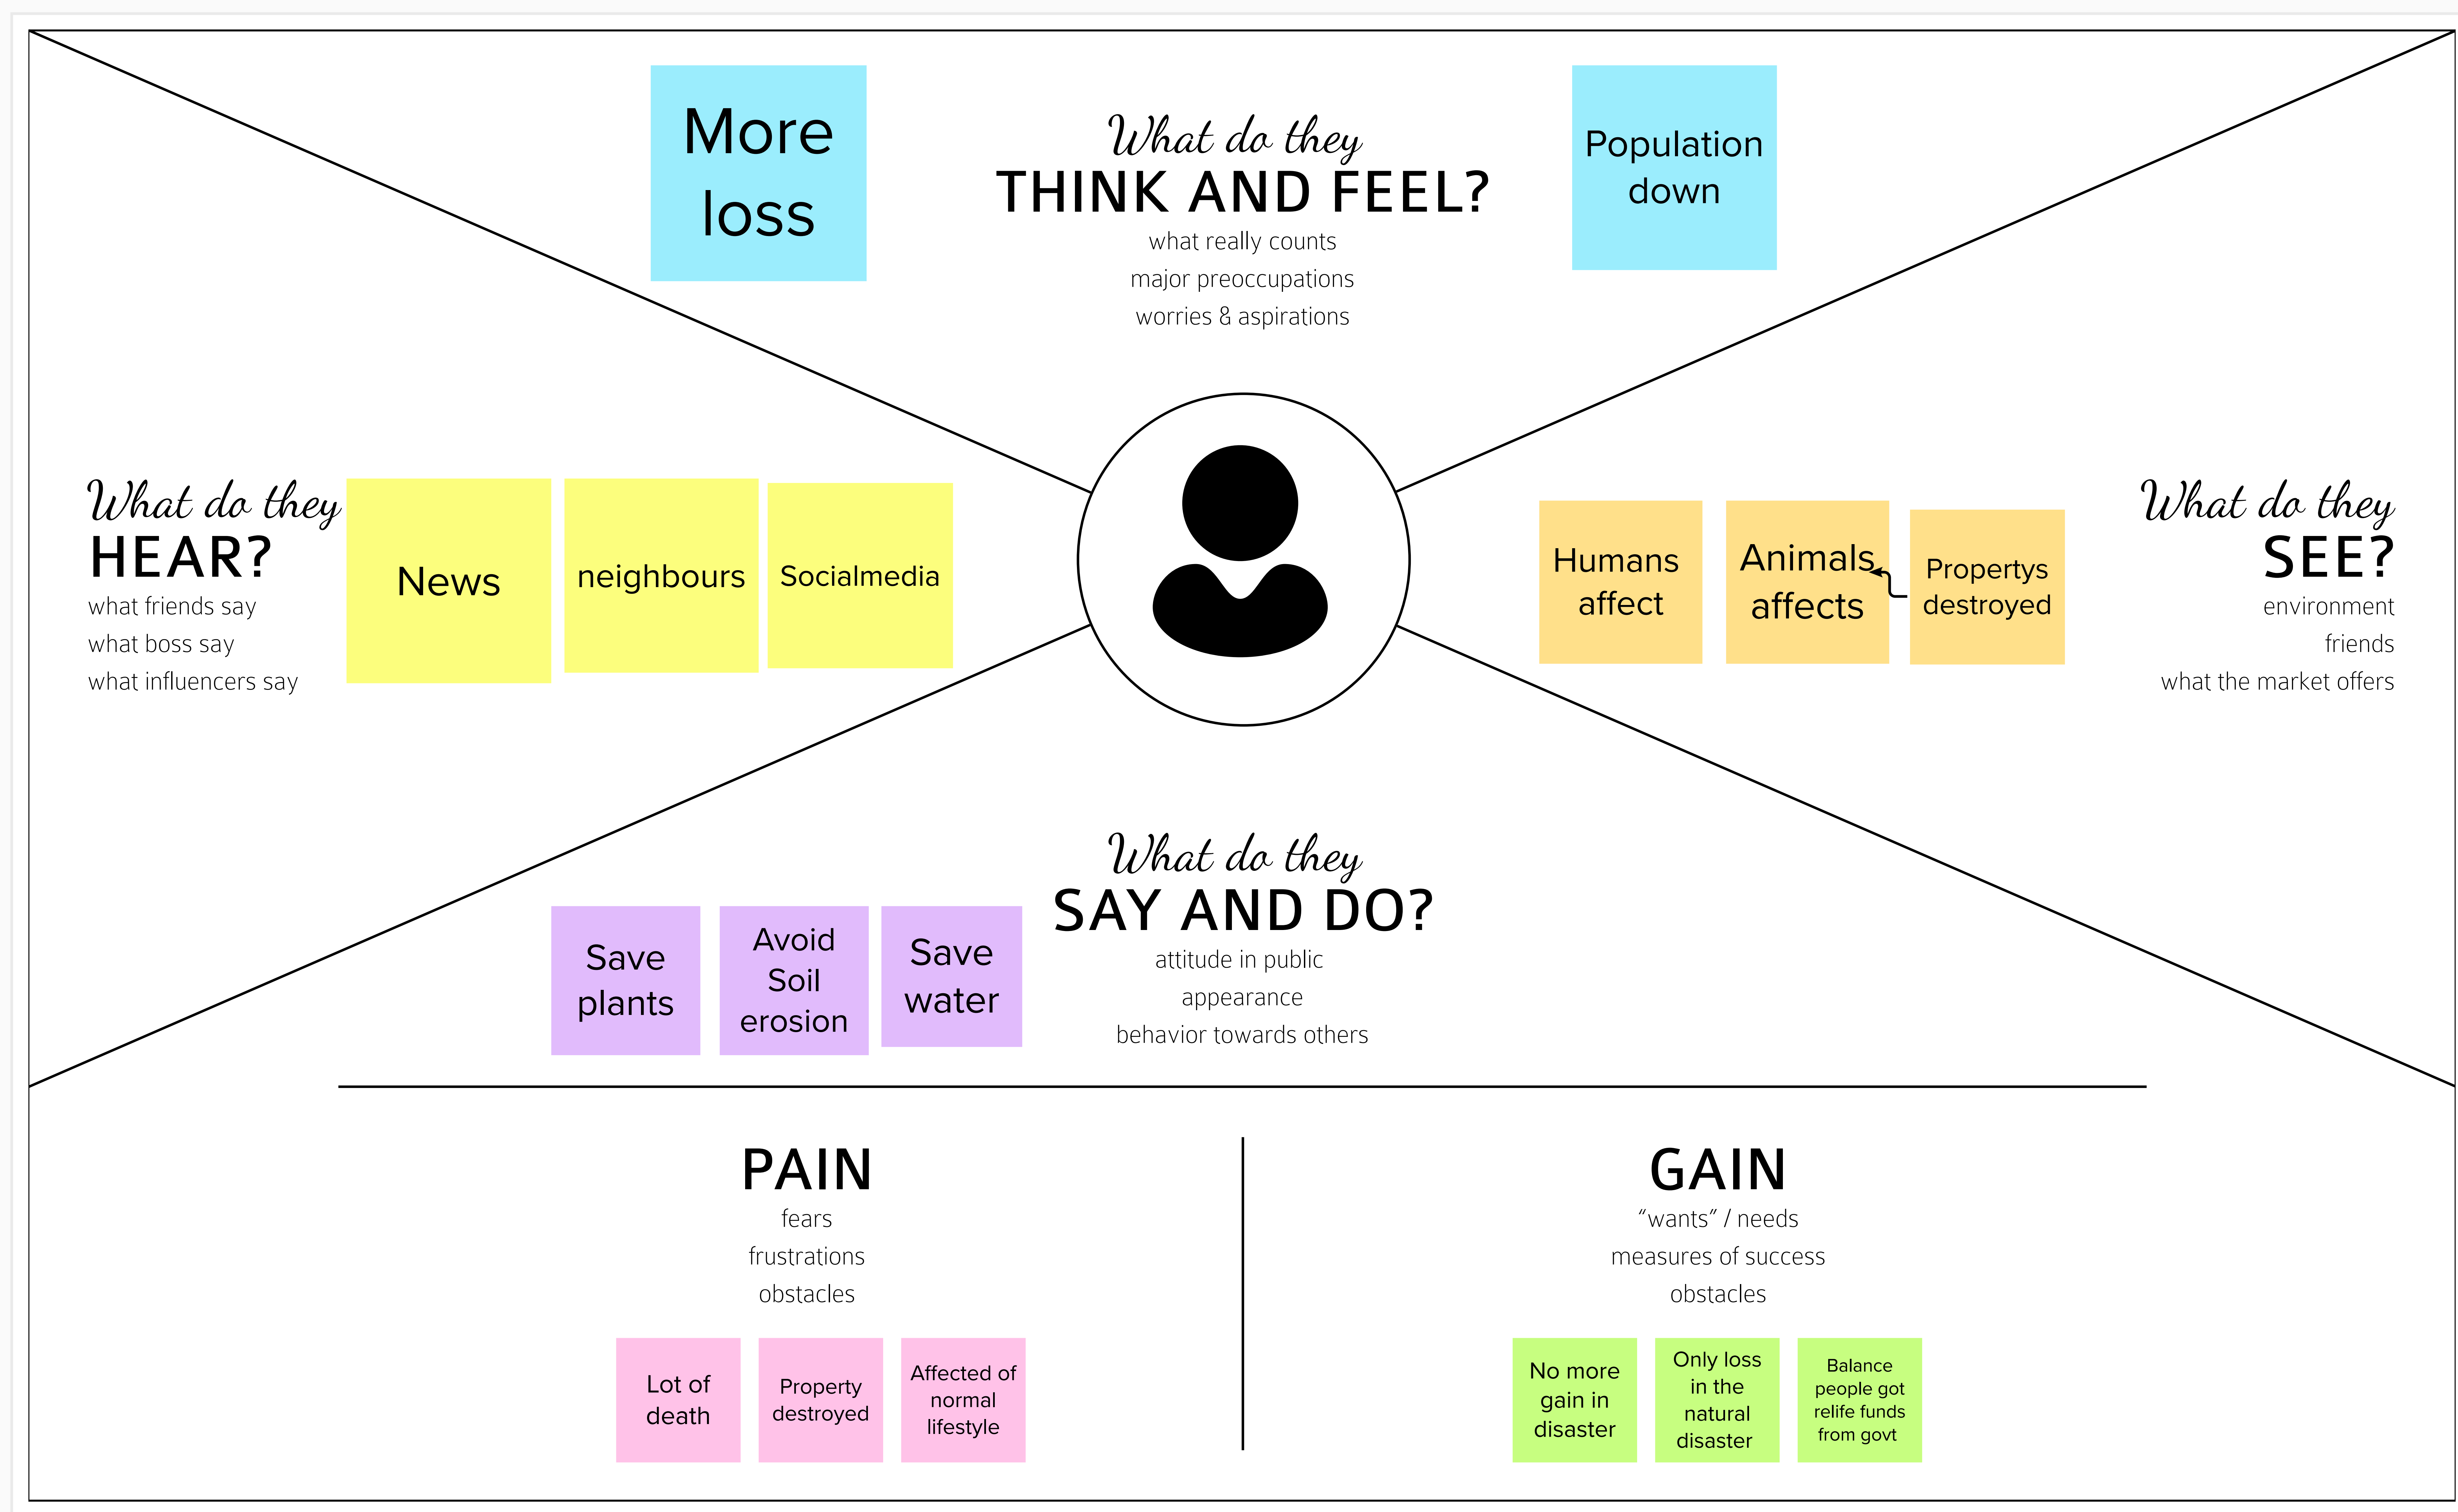 More
loss
What do they
THINK AND FEEL?
what really counts
major preoccupations
worries & aspirations
Population
down
What do they
HEAR?
what friends say
what boss say
what influencers say
News
neighbours
Socialmedia
Humans
affect
Animals
affects
Propertys
destroyed
What do they
SEE?
environment
friends
what the market offers
What do they
SAY AND DO?
attitude in public
appearance
behavior towards others
Save
plants
Avoid
Soil
erosion
Save
water
PAIN
fears
frustrations
obstacles
Lot of
death
Property
destroyed
Affected of
normal
lifestyle
GAIN
“wants” / needs
measures of success
obstacles
No more
gain in
disaster
Only loss
in the
natural
disaster
Balance
people got
relife funds
from govt